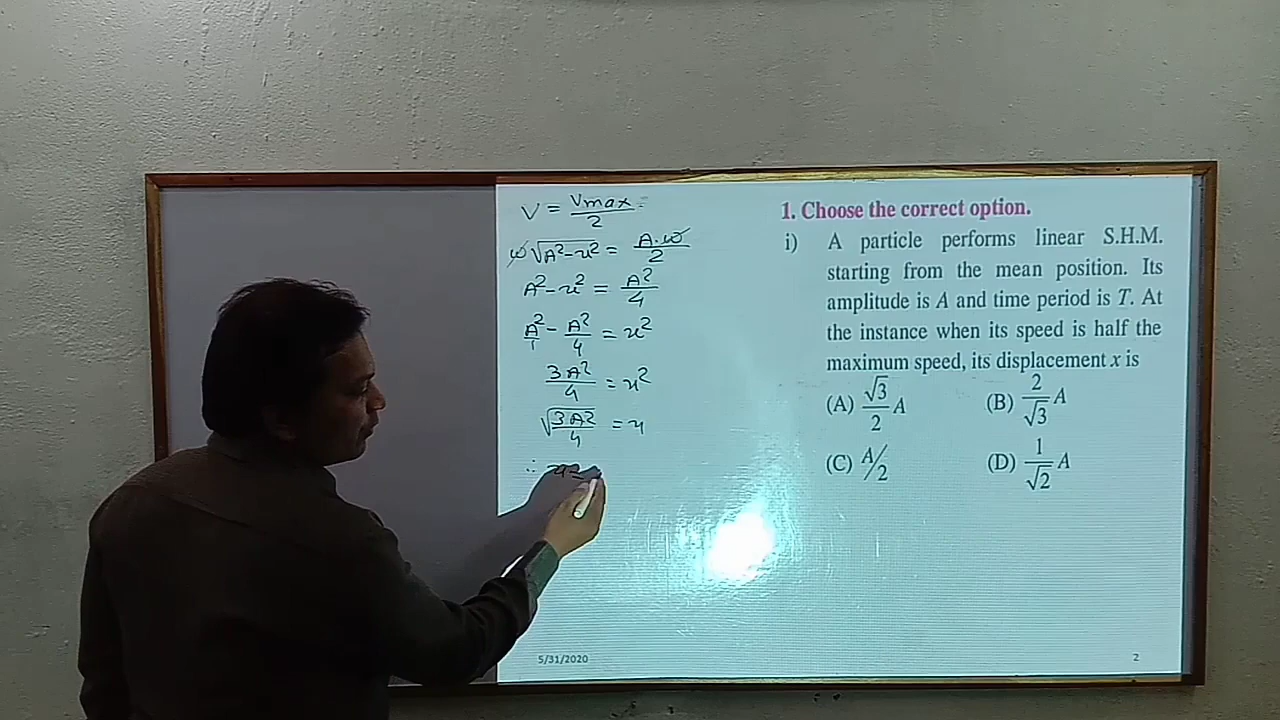 V = Vmax/2 =
ω√A²-x² = A.ω/2
A²-x² = A²/4
A²/1 - A²/4 = x²
3A²/4 = x²
√3A²/4 = x
∴ x=
1. Choose the correct option.
i) A particle performs linear S.H.M.
starting from the mean position. Its
amplitude is A and time period is T. At
the instance when its speed is half the
maximum speed, its displacement x is
(A) √3/2 A (B) 2/√3 A
(C) A/2 (D) 1/√2 A
5/31/2020 2